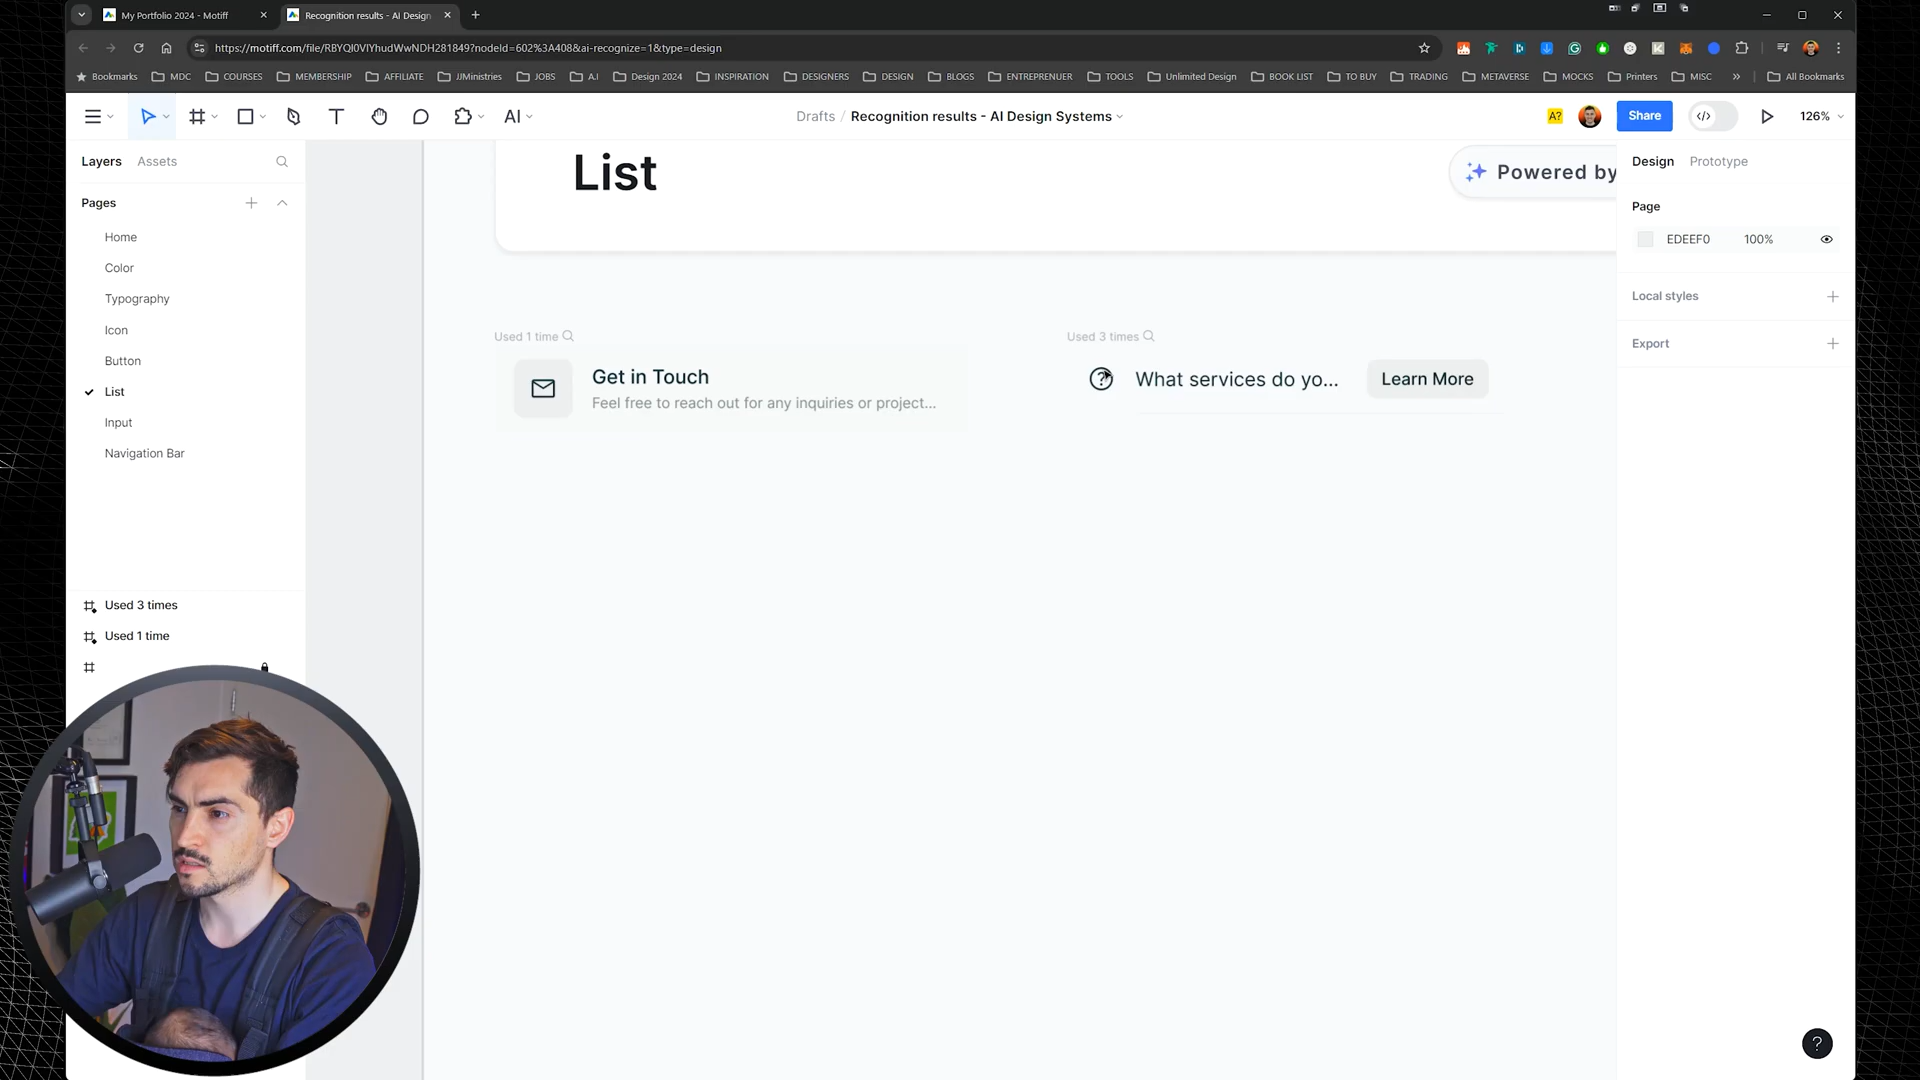 My Portfolio 2024 - Motiff
Recognition results - AI Design
https://motiff.com/file/RBYQI0VIYhudWwNDH281849?nodeId=602%3A408&ai-recognize=1&type=design
Bookmarks MDC COURSES MEMBERSHIP AFFILIATE JJMinistries JOBS A.I Design 2024 INSPIRATION DESIGNERS DESIGN BLOGS ENTREPRENUER TOOLS Unlimited Design BOOK LIST TO BUY TRADING METAVERSE MOCKS Printers MISC » All Bookmarks
T AI Drafts / Recognition results - AI Design Systems A? Share </> 126%
Layers Assets
Pages
Home
Color
Typography
Icon
Button
List
Input
Navigation Bar
Used 3 times
Used 1 time
List
Powered by
Used 1 time
Get in Touch
Feel free to reach out for any inquiries or project...
Used 3 times
What services do yo...
Learn More
Design Prototype
Page
EDEEF0 100%
Local styles
Export
?